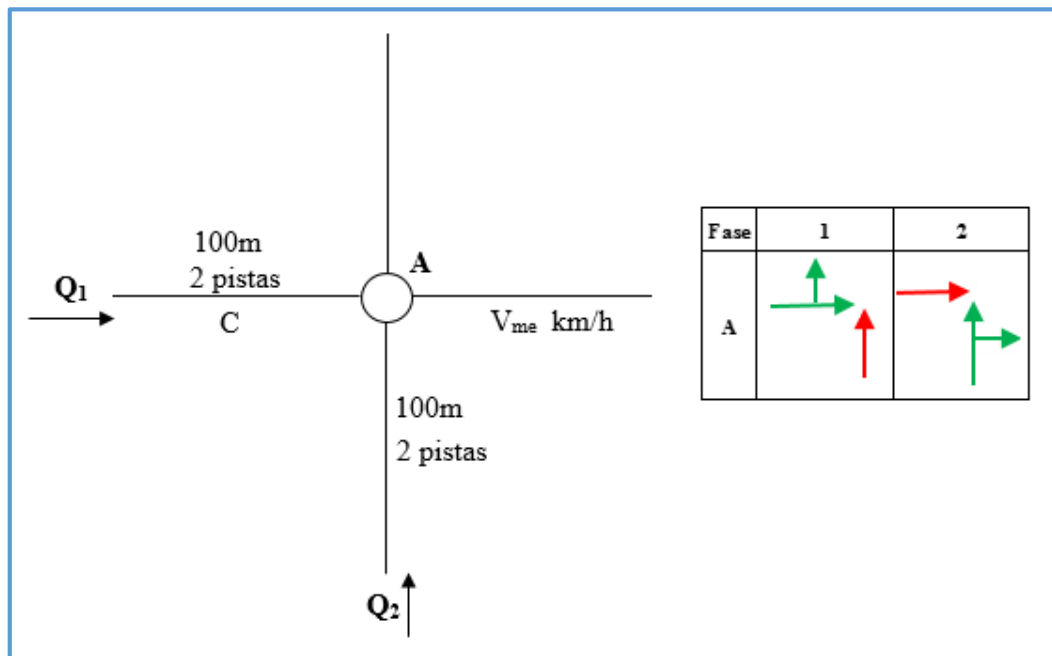 100m
2 pistas
A
Q₁
C
Vₘₑ km/h
100m
2 pistas
Q₂
Fase 1 2
A